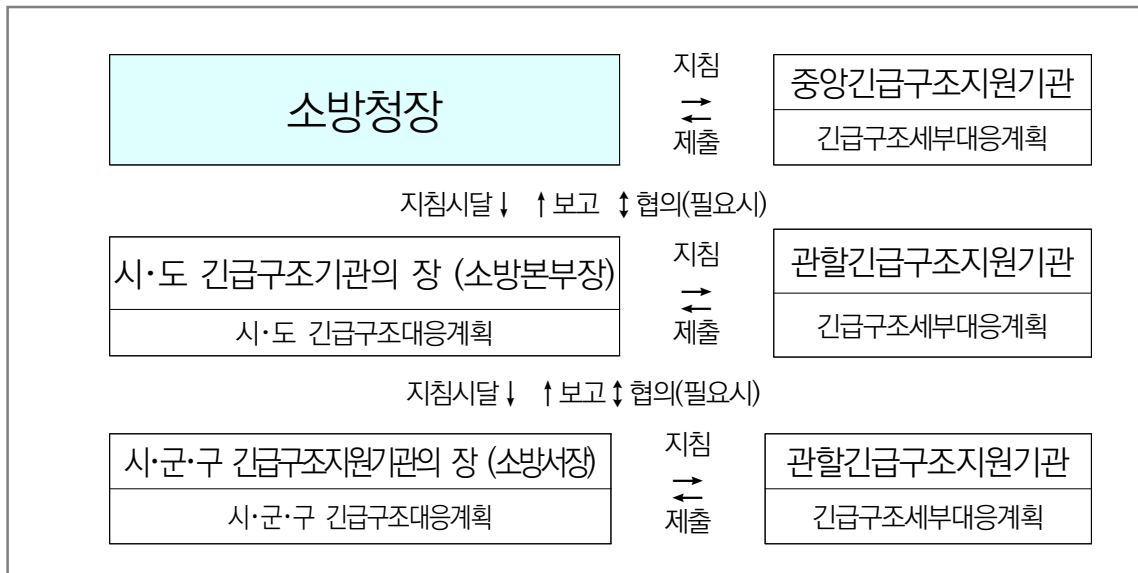 소방청장
지침
→
←
제출
중앙긴급구조지원기관
긴급구조세부대응계획
지침시달↓ ↑보고 ↕협의(필요시)
시·도 긴급구조기관의 장 (소방본부장)
시·도 긴급구조대응계획
지침
→
←
제출
관할긴급구조지원기관
긴급구조세부대응계획
지침시달↓ ↑보고↕협의(필요시)
시·군·구 긴급구조지원기관의 장 (소방서장)
시·군·구 긴급구조대응계획
지침
→
←
제출
관할긴급구조지원기관
긴급구조세부대응계획